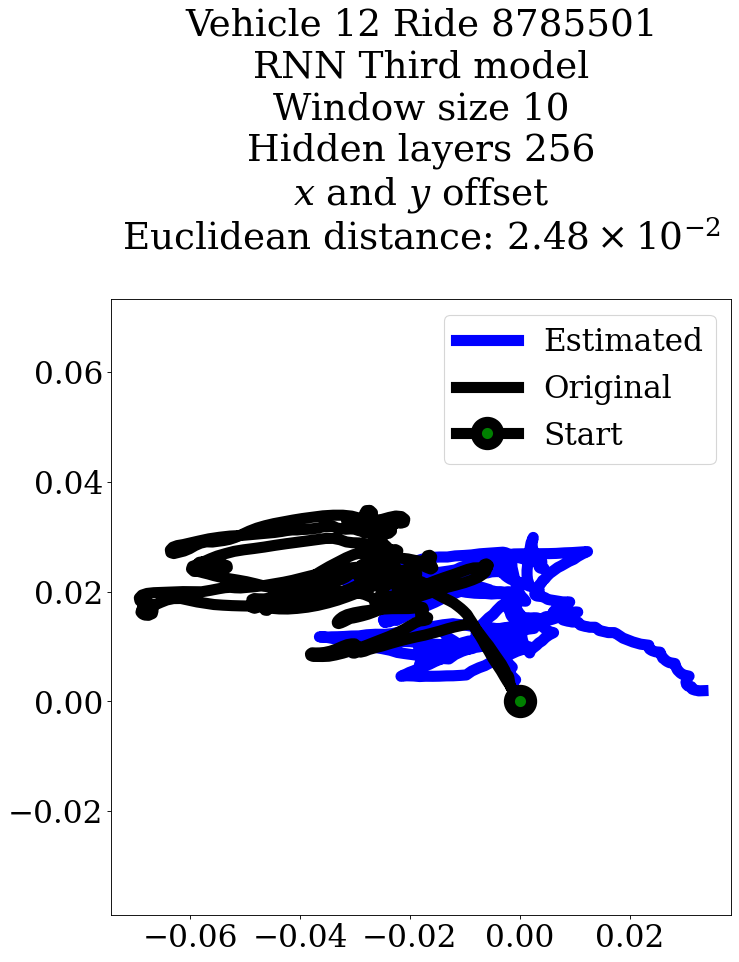 Vehicle 12 Ride 8785501
RNN Third model
Window size 10
Hidden layers 256
x and y offset
Euclidean distance: 2.48 × 10⁻²
Estimated
Original
Start
0.06
0.04
0.02
0.00
−0.02
−0.06 −0.04 −0.02 0.00 0.02